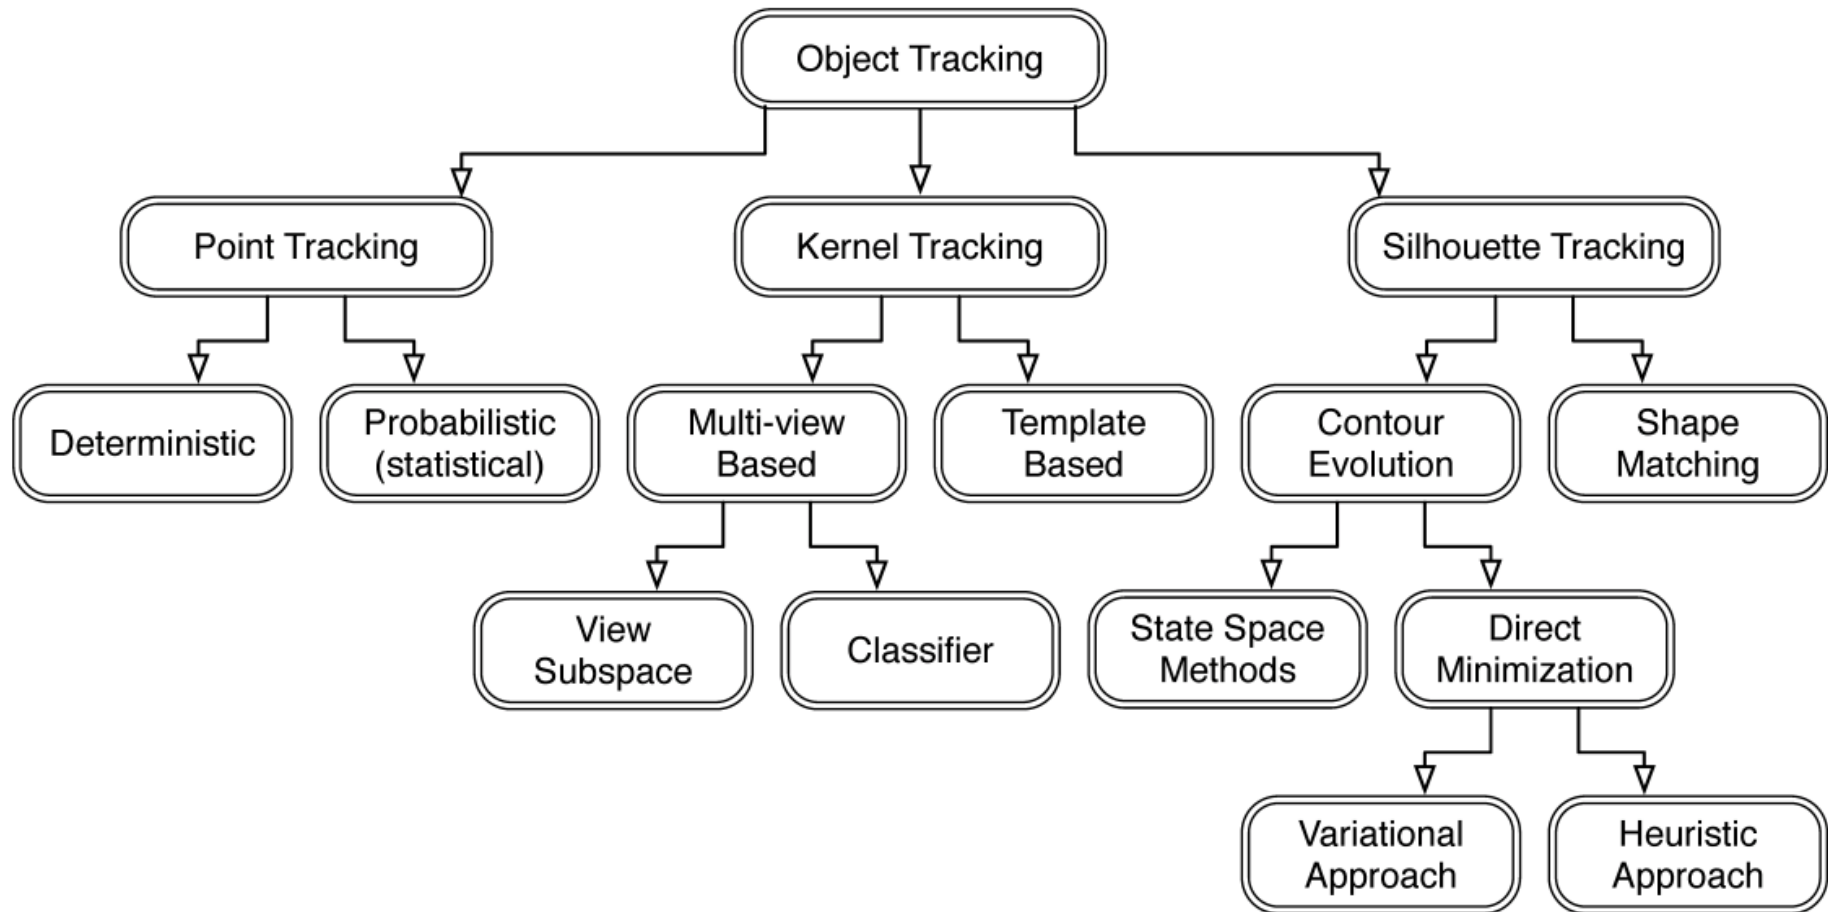 Object Tracking
Point Tracking
Kernel Tracking
Silhouette Tracking
Deterministic
Probabilistic
(statistical)
Multi-view
Based
Template
Based
Contour
Evolution
Shape
Matching
View
Subspace
Classifier
State Space
Methods
Direct
Minimization
Variational
Approach
Heuristic
Approach